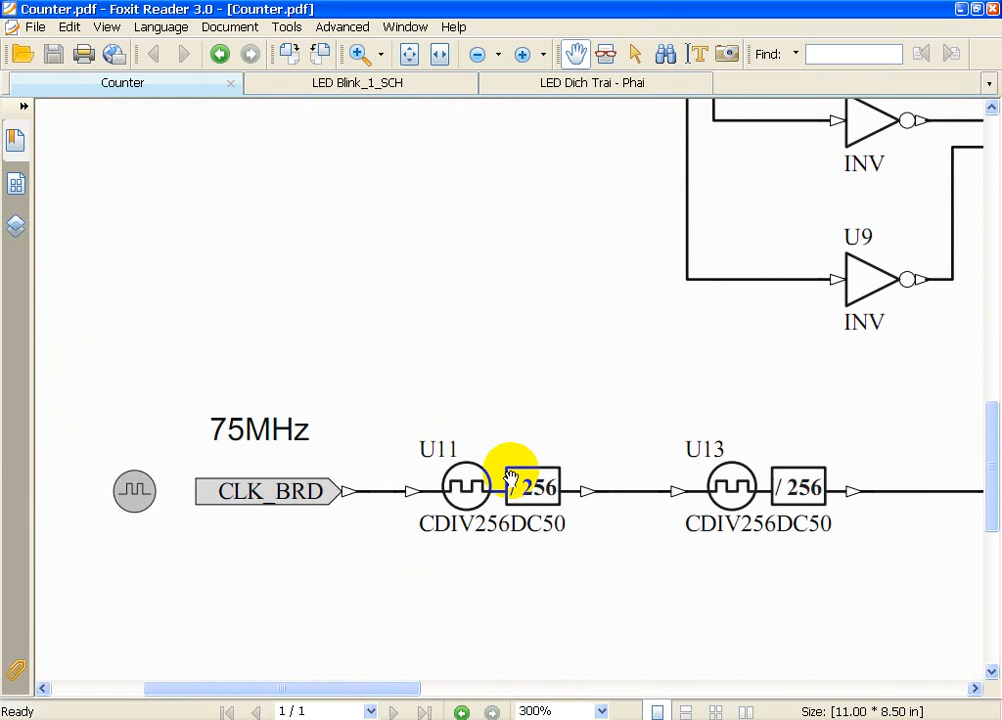 Counter.pdf - Foxit Reader 3.0 - [Counter.pdf]
File Edit View Language Document Tools Advanced Window Help
Find:
Counter
LED Blink_1_SCH
LED Dich Trai - Phai
INV
U9
INV
75MHz
U11
U13
CLK_BRD
/ 256
/ 256
CDIV256DC50
CDIV256DC50
Ready
1 / 1
300%
Size: [11.00 * 8.50 in]